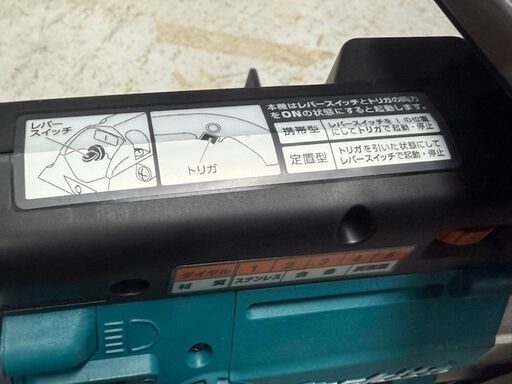 本機はレバースイッチとトリガの両方
をONの状態にすると起動します。
レバー
スイッチ
トリガ
携帯型
レバースイッチを I の位置
にしてトリガで起動・停止
定置型
トリガを引いた状態にして
レバースイッチで起動・停止
ダイヤル 1 2 3 4 5
材質 ステンレス 合金